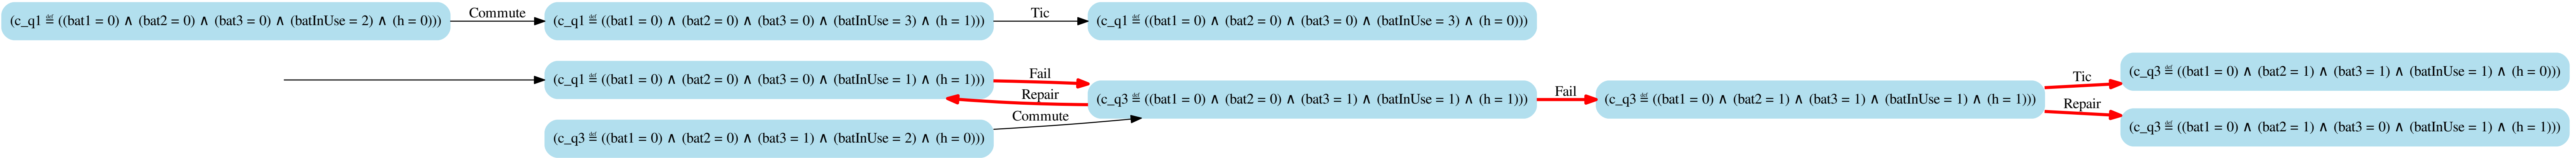 (c_q1 ≝ ((bat1 = 0) ∧ (bat2 = 0) ∧ (bat3 = 0) ∧ (batInUse = 2) ∧ (h = 0)))
Commute
(c_q1 ≝ ((bat1 = 0) ∧ (bat2 = 0) ∧ (bat3 = 0) ∧ (batInUse = 3) ∧ (h = 1)))
Tic
(c_q1 ≝ ((bat1 = 0) ∧ (bat2 = 0) ∧ (bat3 = 0) ∧ (batInUse = 3) ∧ (h = 0)))
(c_q1 ≝ ((bat1 = 0) ∧ (bat2 = 0) ∧ (bat3 = 0) ∧ (batInUse = 1) ∧ (h = 1)))
Fail
Repair
(c_q3 ≝ ((bat1 = 0) ∧ (bat2 = 0) ∧ (bat3 = 1) ∧ (batInUse = 1) ∧ (h = 1)))
Fail
(c_q3 ≝ ((bat1 = 0) ∧ (bat2 = 1) ∧ (bat3 = 1) ∧ (batInUse = 1) ∧ (h = 1)))
Tic
(c_q3 ≝ ((bat1 = 0) ∧ (bat2 = 1) ∧ (bat3 = 1) ∧ (batInUse = 1) ∧ (h = 0)))
Repair
(c_q3 ≝ ((bat1 = 0) ∧ (bat2 = 1) ∧ (bat3 = 0) ∧ (batInUse = 1) ∧ (h = 1)))
(c_q3 ≝ ((bat1 = 0) ∧ (bat2 = 0) ∧ (bat3 = 1) ∧ (batInUse = 2) ∧ (h = 0)))
Commute